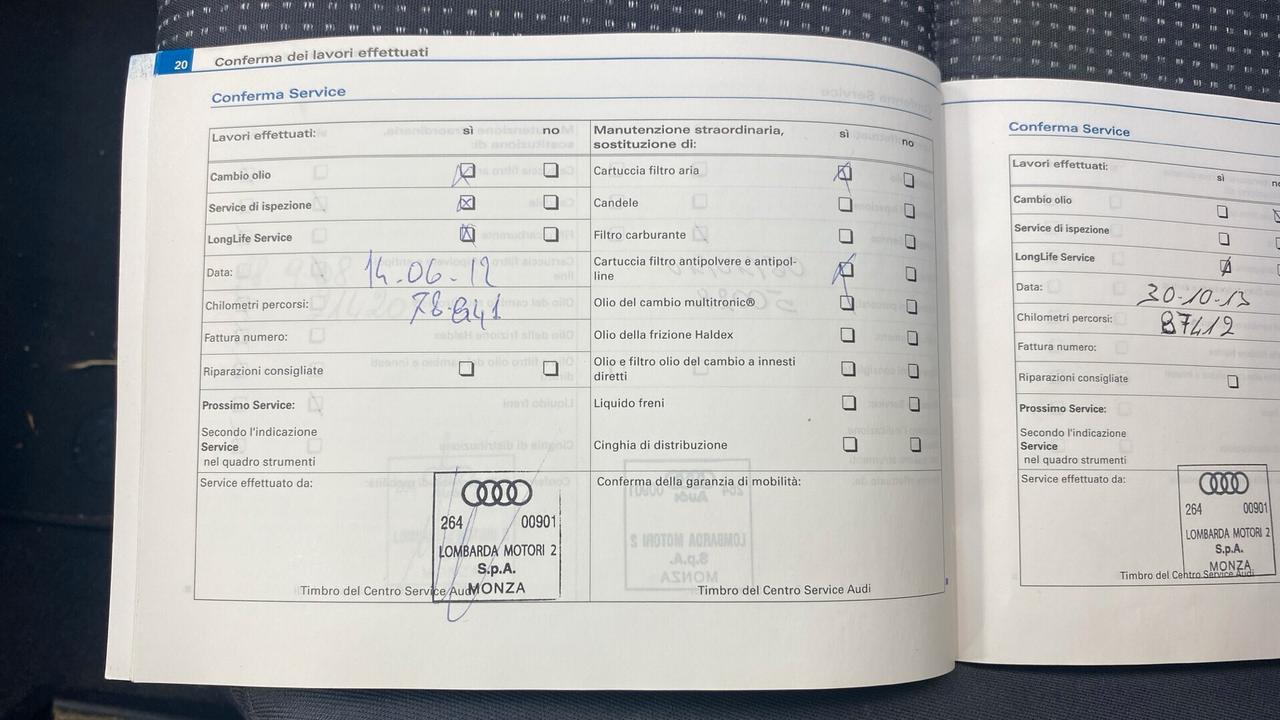 20 Conferma dei lavori effettuati
Conferma Service
Lavori effettuati: sì no
Cambio olio
Service di ispezione
LongLife Service
Data: 14.06.12
Chilometri percorsi:
Fattura numero:
Riparazioni consigliate
Prossimo Service:
Secondo l'indicazione
Service
nel quadro strumenti
Service effettuato da:
264 00901
LOMBARDA MOTORI 2
S.p.A.
MONZA
Timbro del Centro Service Audi
Manutenzione straordinaria, sì no
sostituzione di:
Cartuccia filtro aria
Candele
Filtro carburante
Cartuccia filtro antipolvere e antipol-
line
Olio del cambio multitronic®
Olio della frizione Haldex
Olio e filtro olio del cambio a innesti
diretti
Liquido freni
Cinghia di distribuzione
Conferma della garanzia di mobilità:
Timbro del Centro Service Audi
Conferma Service
Lavori effettuati: sì
Cambio olio
Service di ispezione
LongLife Service
Data: 30-10-13
Chilometri percorsi: 87412
Fattura numero:
Riparazioni consigliate
Prossimo Service:
Secondo l'indicazione
Service
nel quadro strumenti
Service effettuato da:
264 00901
LOMBARDA MOTORI 2
S.p.A.
MONZA
Timbro del Centro Service Audi